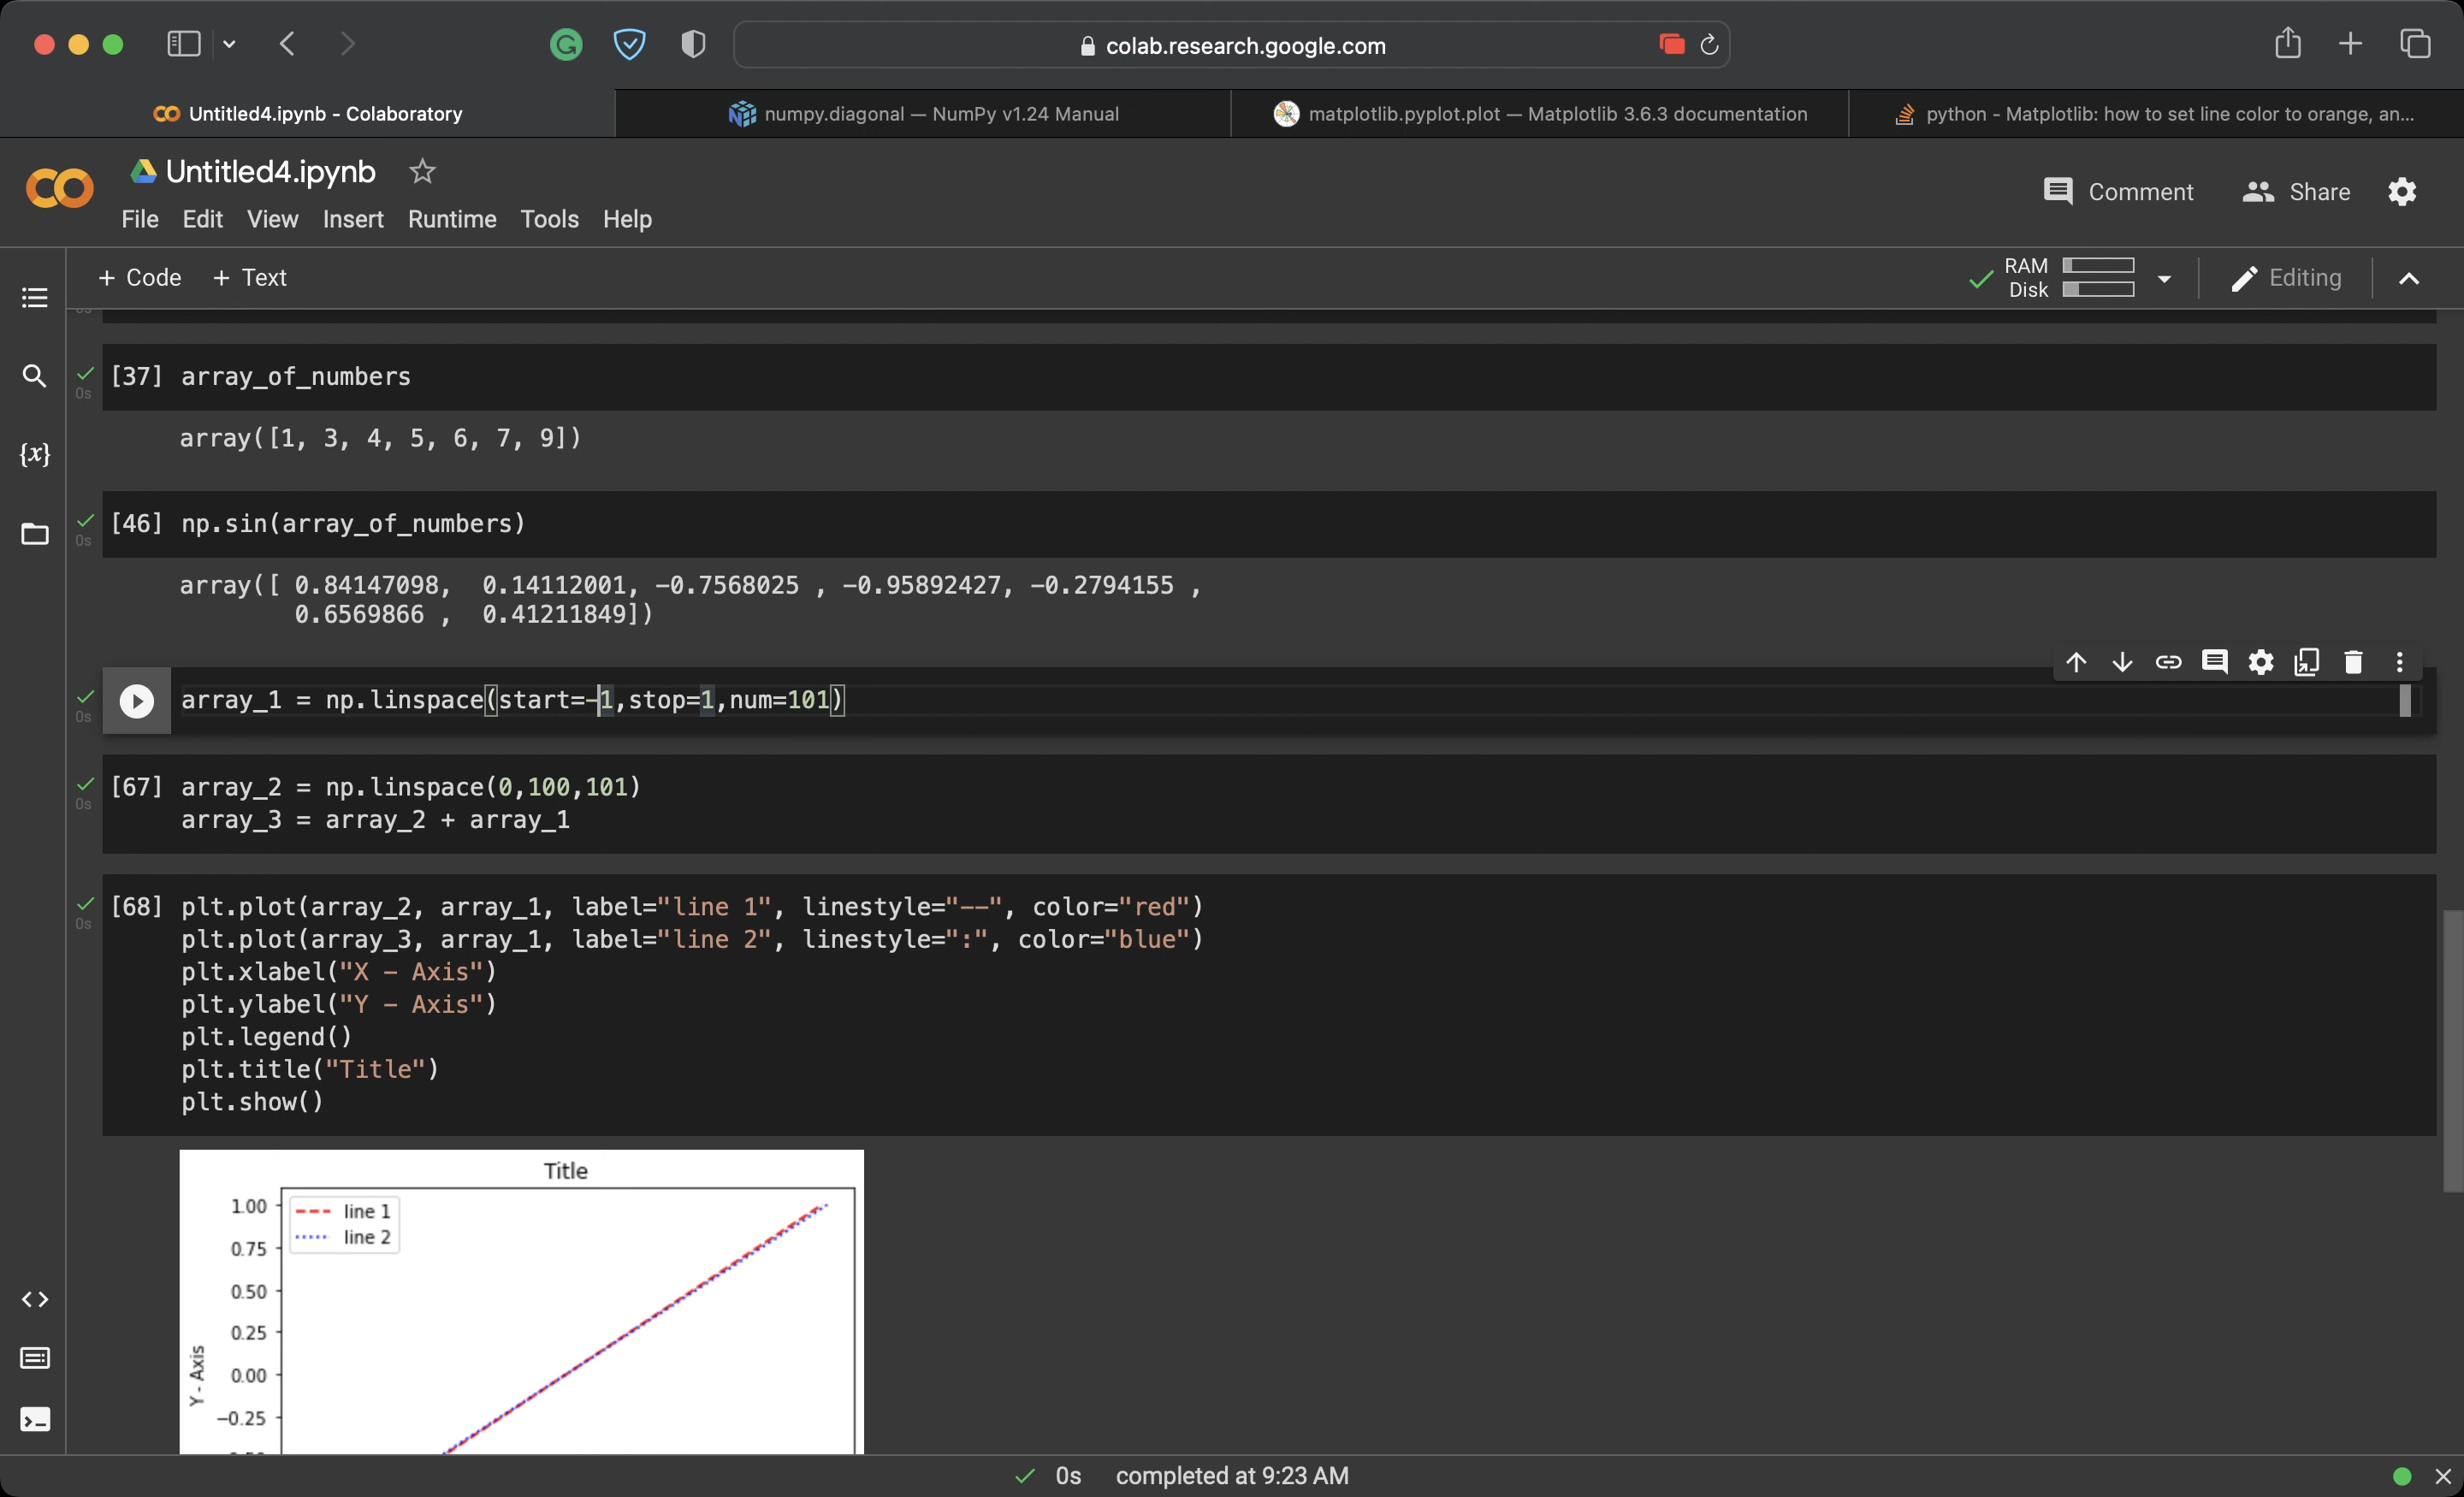 colab.research.google.com
Untitled4.ipynb - Colaboratory
numpy.diagonal — NumPy v1.24 Manual
matplotlib.pyplot.plot — Matplotlib 3.6.3 documentation
python - Matplotlib: how to set line color to orange, an...
Untitled4.ipynb
Comment
Share
File Edit View Insert Runtime Tools Help
+ Code + Text
RAM
Disk
Editing
[37] array_of_numbers
0s
array([1, 3, 4, 5, 6, 7, 9])
[46] np.sin(array_of_numbers)
0s
array([ 0.84147098,  0.14112001, -0.7568025 , -0.95892427, -0.2794155 ,
0.6569866 ,  0.41211849])
array_1 = np.linspace(start=-1,stop=1,num=101)
0s
[67] array_2 = np.linspace(0,100,101)
0s
array_3 = array_2 + array_1
[68] plt.plot(array_2, array_1, label="line 1", linestyle="--", color="red")
0s
plt.plot(array_3, array_1, label="line 2", linestyle=":", color="blue")
plt.xlabel("X - Axis")
plt.ylabel("Y - Axis")
plt.legend()
plt.title("Title")
plt.show()
Title
line 1
line 2
1.00
0.75
0.50
0.25
0.00
-0.25
Y - Axis
0s completed at 9:23 AM